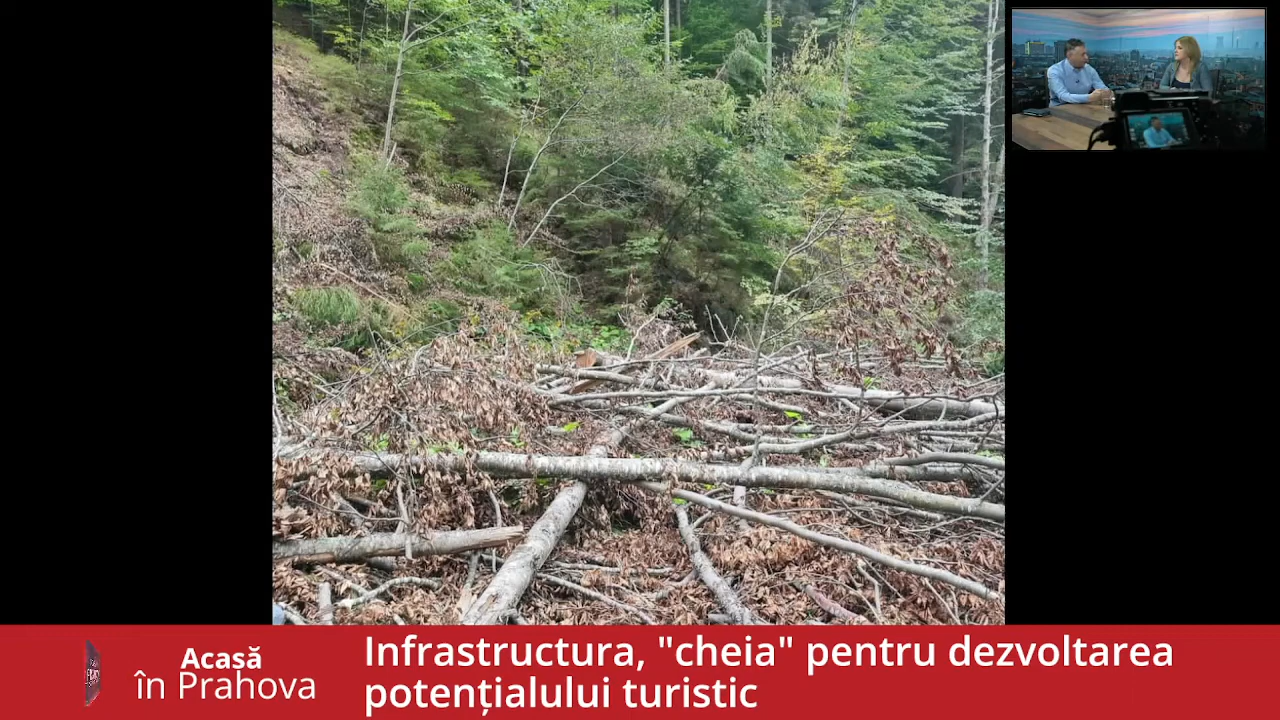 Acasă
în Prahova
Infrastructura, "cheia" pentru dezvoltarea
potențialului turistic